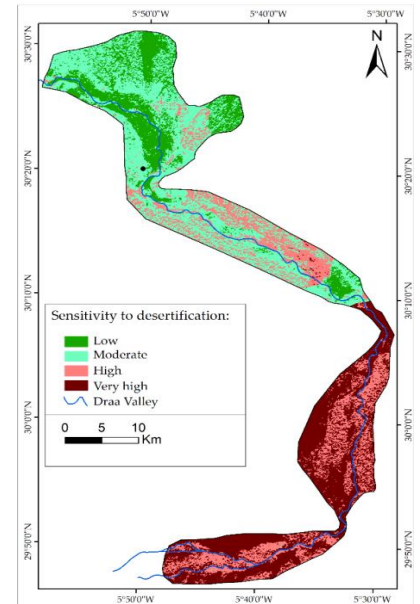 5°50'0"W 5°40'0"W 5°30'0"W
30°30'0"N 30°30'0"N
N
30°20'0"N 30°20'0"N
30°10'0"N 30°10'0"N
Sensitivity to desertification:
Low
Moderate
High
Very high
Draa Valley
0 5 10
Km
30°0'0"N 30°0'0"N
29°50'0"N 29°50'0"N
5°50'0"W 5°40'0"W 5°30'0"W